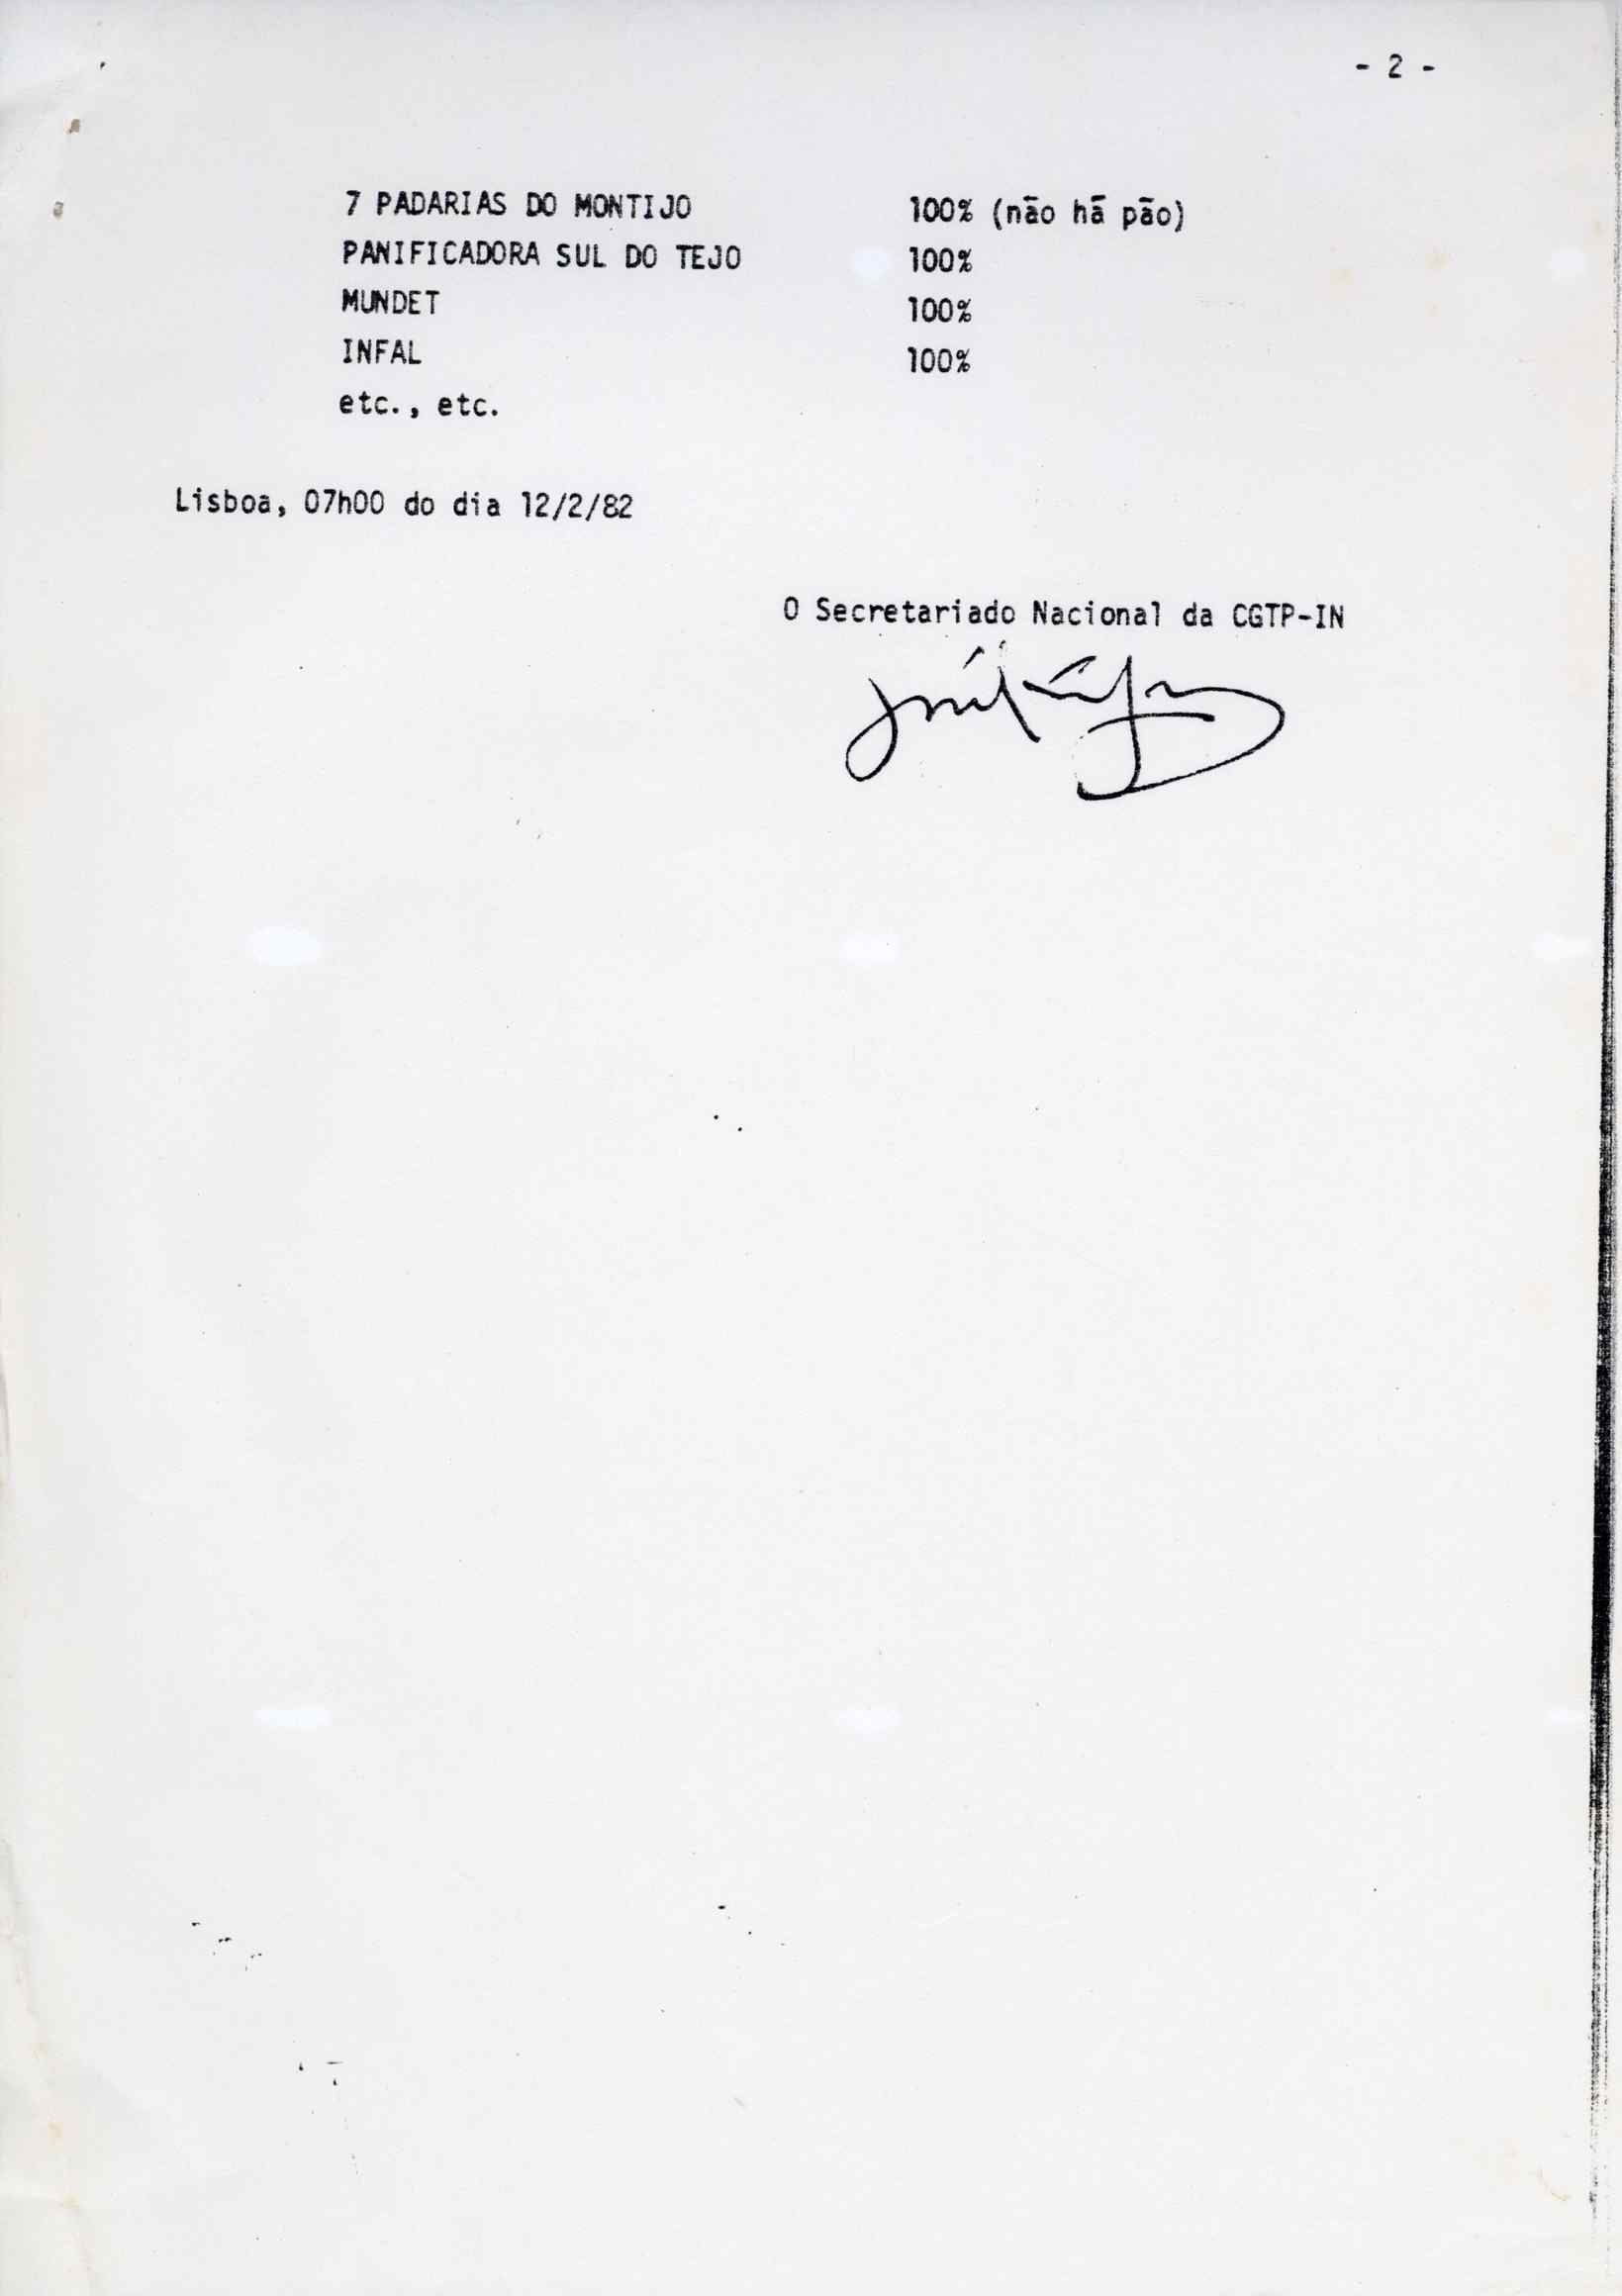 - 2 -
7 PADARIAS DO MONTIJO 100% (não há pão)
PANIFICADORA SUL DO TEJO 100%
MUNDET 100%
INFAL 100%
etc., etc.
Lisboa, 07h00 do dia 12/2/82
O Secretariado Nacional da CGTP-IN